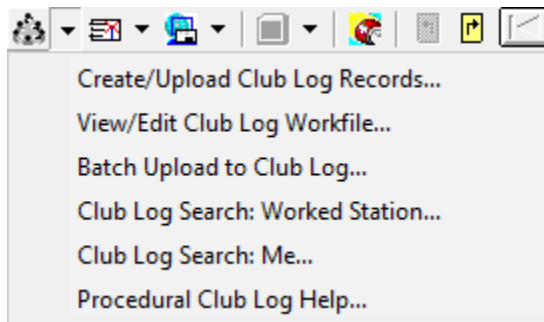 Create/Upload Club Log Records...
View/Edit Club Log Workfile...
Batch Upload to Club Log...
Club Log Search: Worked Station...
Club Log Search: Me...
Procedural Club Log Help...